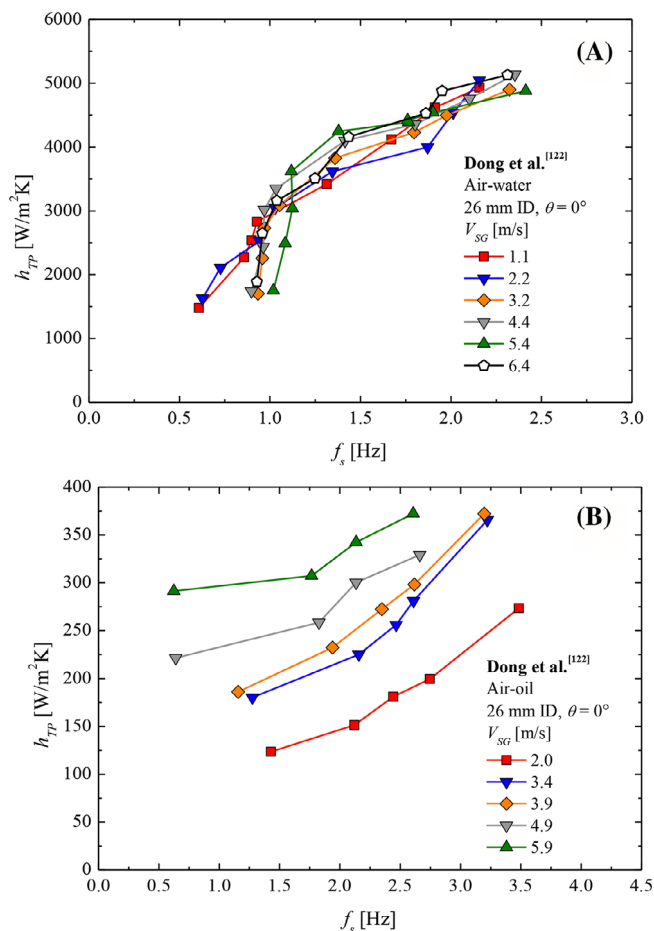 6000
5000
4000
3000
2000
1000
0
h_TP [W/m²K]
(A)
Dong et al.[122]
Air-water
26 mm ID, θ = 0°
V_SG [m/s]
1.1
2.2
3.2
4.4
5.4
6.4
0.0 0.5 1.0 1.5 2.0 2.5 3.0
f_s [Hz]
400
350
300
250
200
150
100
50
0
h_TP [W/m²K]
(B)
Dong et al.[122]
Air-oil
26 mm ID, θ = 0°
V_SG [m/s]
2.0
3.4
3.9
4.9
5.9
0.0 0.5 1.0 1.5 2.0 2.5 3.0 3.5 4.0 4.5
f_s [Hz]